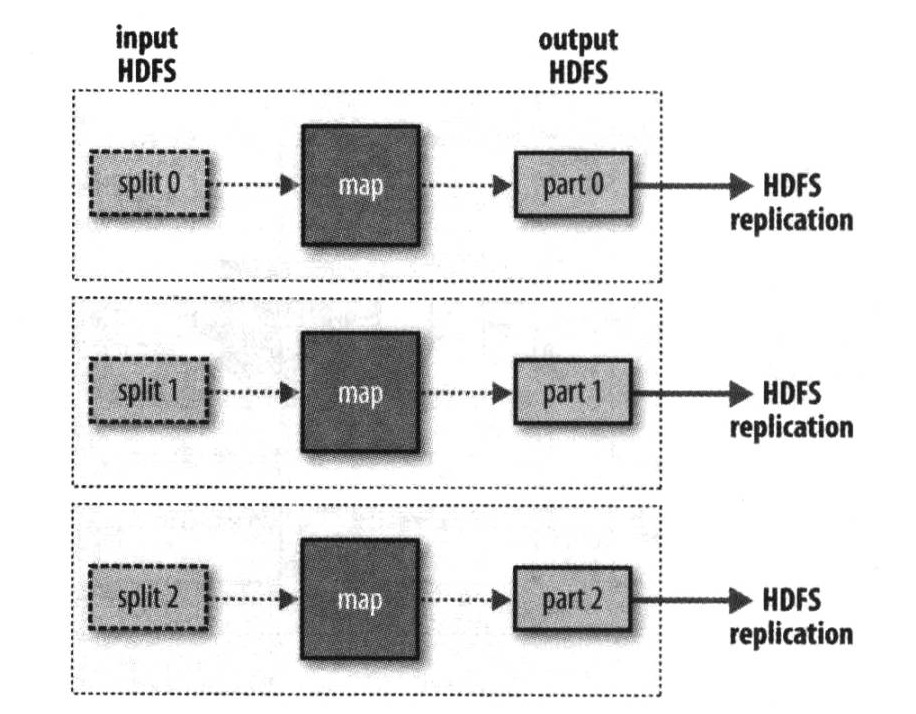 input
HDFS
output
HDFS
split 0
map
part 0
HDFS
replication
split 1
map
part 1
HDFS
replication
split 2
map
part 2
HDFS
replication